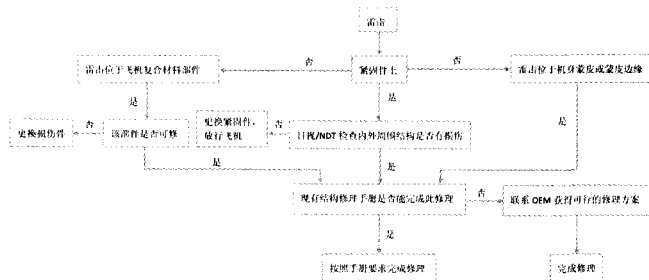 雷击
否
否
雷击位于飞机复合材料部件
紧固件上
雷击位于机身蒙皮或蒙皮边缘
是
是
更换紧固件,
放行飞机
否
否
是
更换损伤件
该部件是否可修
目视/NDT 检查内外周围结构是否有损伤
是
是
现有结构修理手册是否能完成此修理
否
联系 OEM 获得可行的修理方案
是
按照手册要求完成修理
完成修理